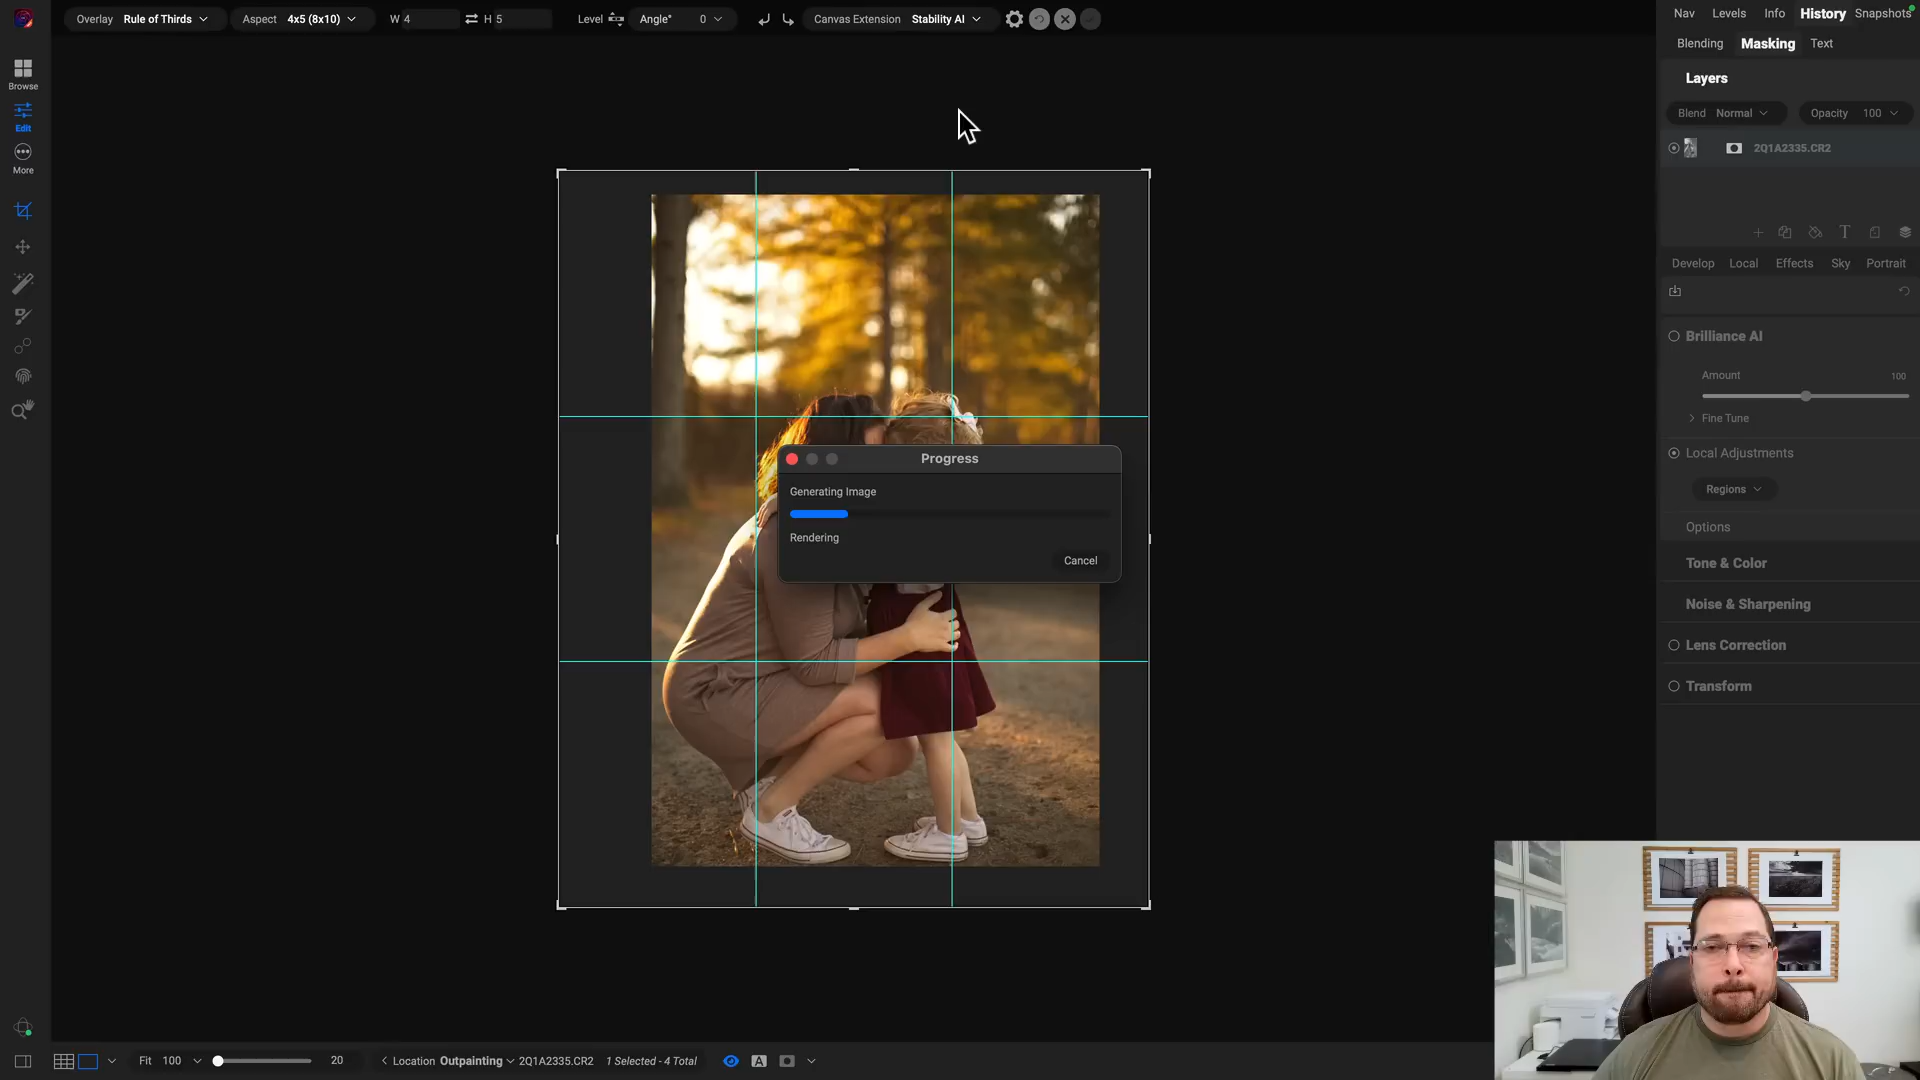 Overlay Rule of Thirds Aspect 4x5 (8x10) W 4 H 5 Level Angle° 0 Canvas Extension Stability AI
Nav Levels Info History Snapshots
Blending Masking Text
Layers
Blend Normal Opacity 100
2Q1A2335.CR2
T
Develop Local Effects Sky Portrait
Brilliance AI
Amount 100
Fine Tune
Local Adjustments
Regions
Options
Tone & Color
Noise & Sharpening
Lens Correction
Transform
Browse
Edit
More
Progress
Generating Image
Rendering
Cancel
Fit 100 20 Location Outpainting 2Q1A2335.CR2 1 Selected - 4 Total A